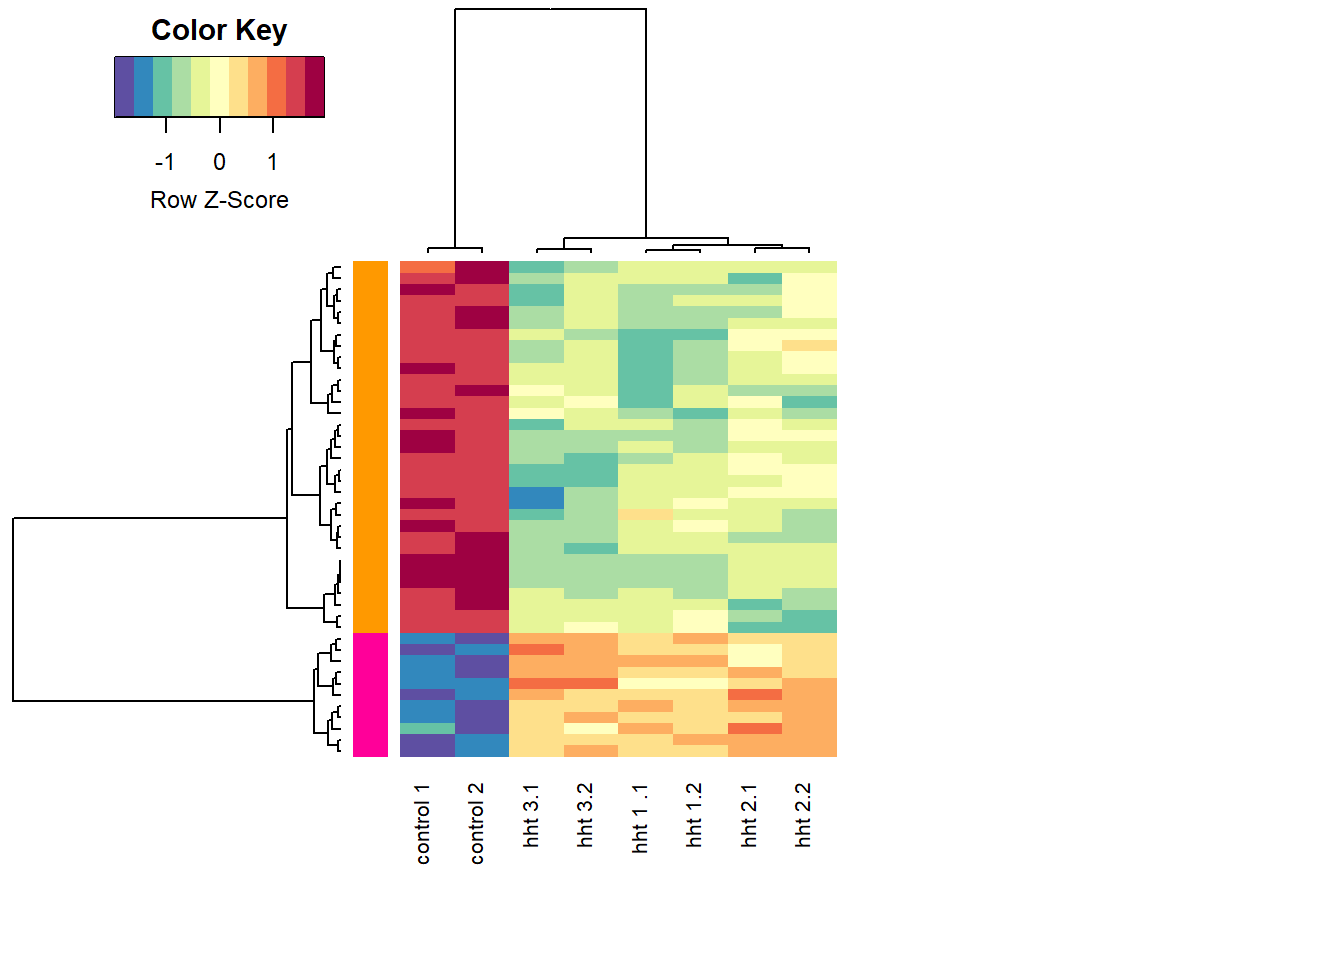 Color Key
-1 0 1
Row Z-Score
control 1
control 2
hht 3.1
hht 3.2
hht 1 .1
hht 1.2
hht 2.1
hht 2.2